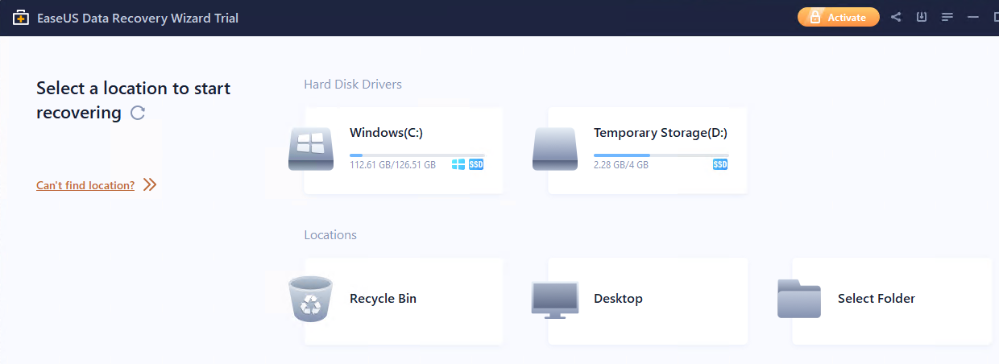 EaseUS Data Recovery Wizard Trial
Activate
Select a location to start
recovering
Can't find location?
Hard Disk Drivers
Windows(C:)
112.61 GB/126.51 GB
SSD
Temporary Storage(D:)
2.28 GB/4 GB
SSD
Locations
Recycle Bin
Desktop
Select Folder